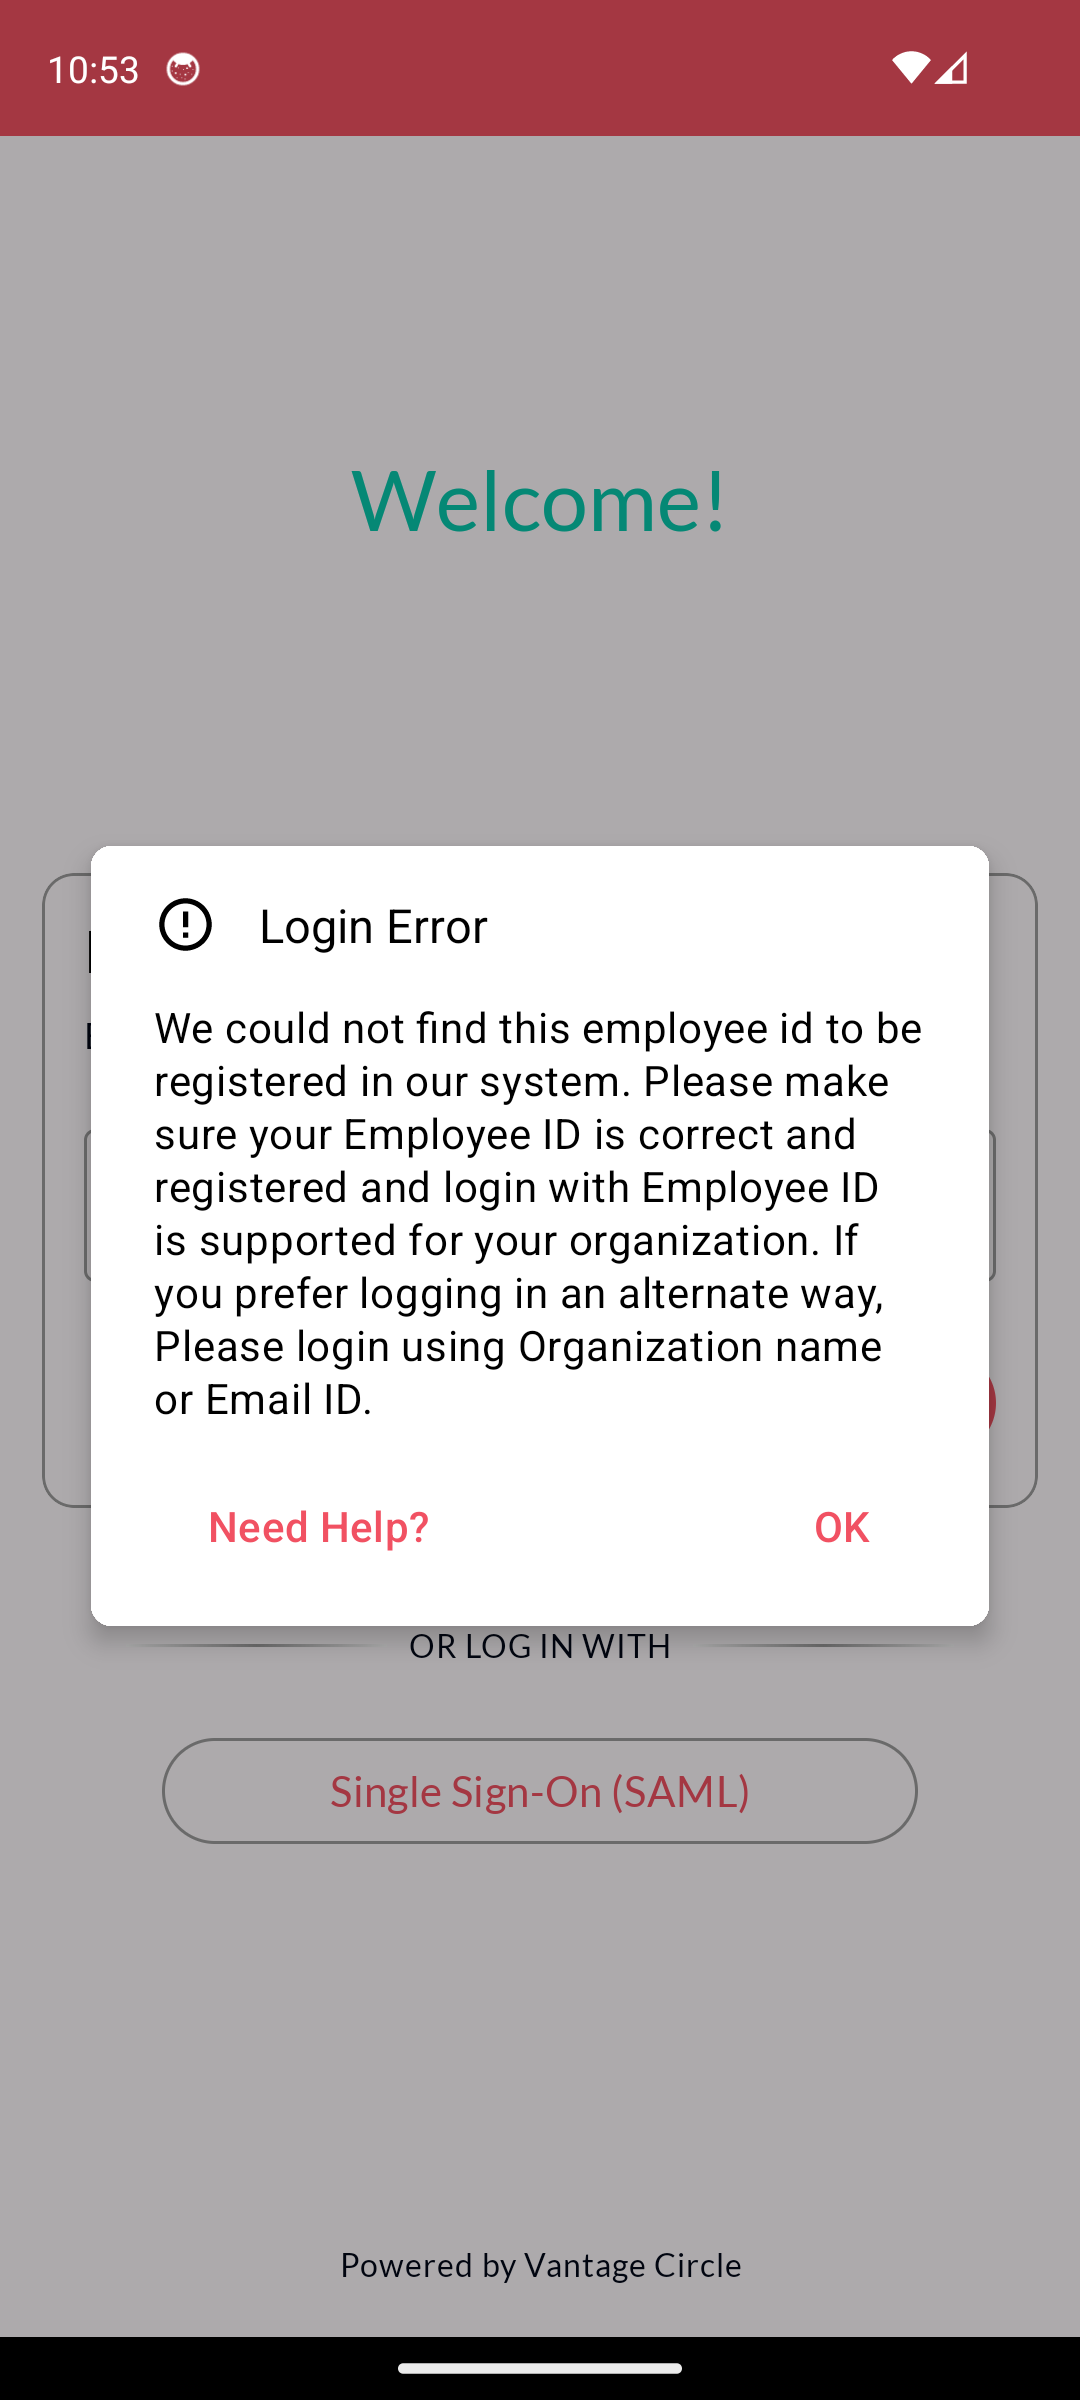 10:53
Welcome!
Login Error
We could not find this employee id to be
registered in our system. Please make
sure your Employee ID is correct and
registered and login with Employee ID
is supported for your organization. If
you prefer logging in an alternate way,
Please login using Organization name
or Email ID.
Need Help?
OK
OR LOG IN WITH
Single Sign-On (SAML)
Powered by Vantage Circle